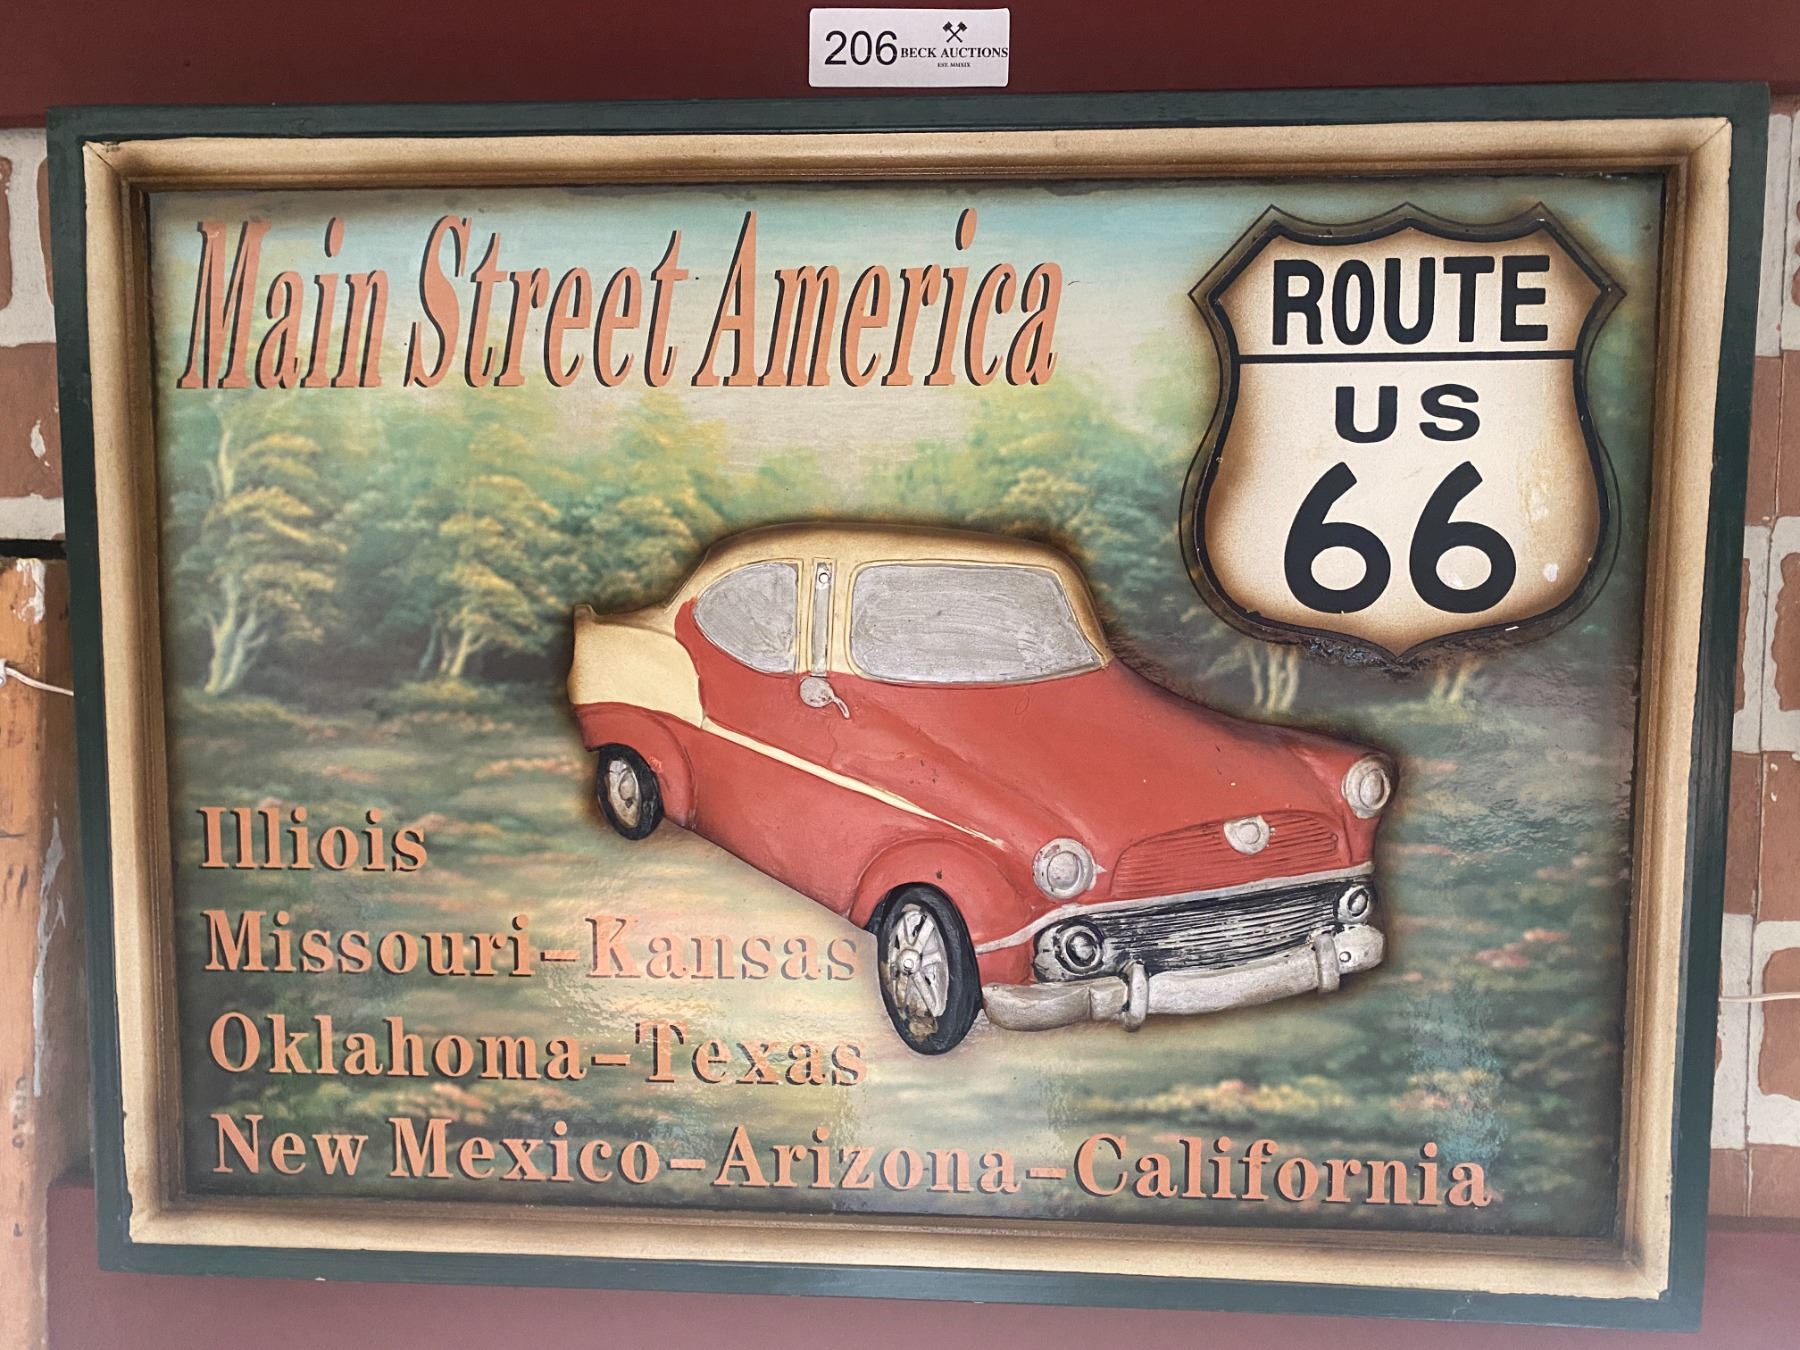 206 BECK AUCTIONS
EST. MMXIX
Main Street America
ROUTE
US
66
Illiois
Missouri-Kansas
Oklahoma-Texas
New Mexico-Arizona-California